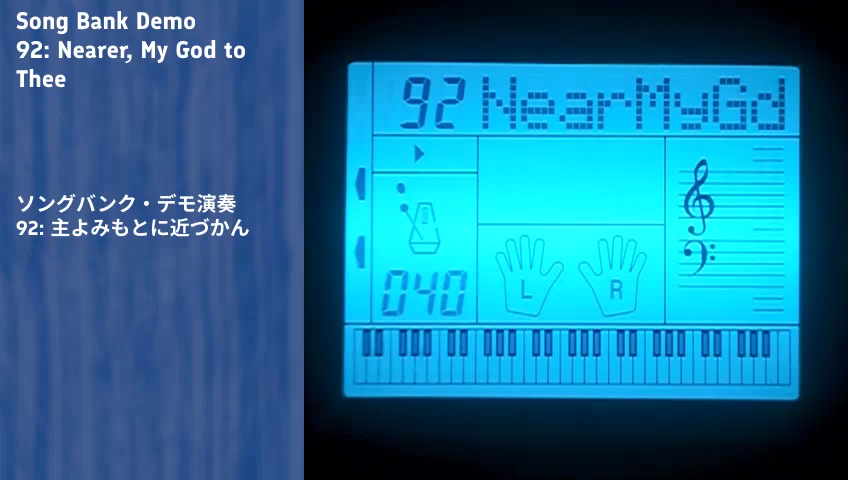 Song Bank Demo
92: Nearer, My God to
Thee
ソングバンク・デモ演奏
92: 主よみもとに近づかん
92 NearMyGd
040
L R